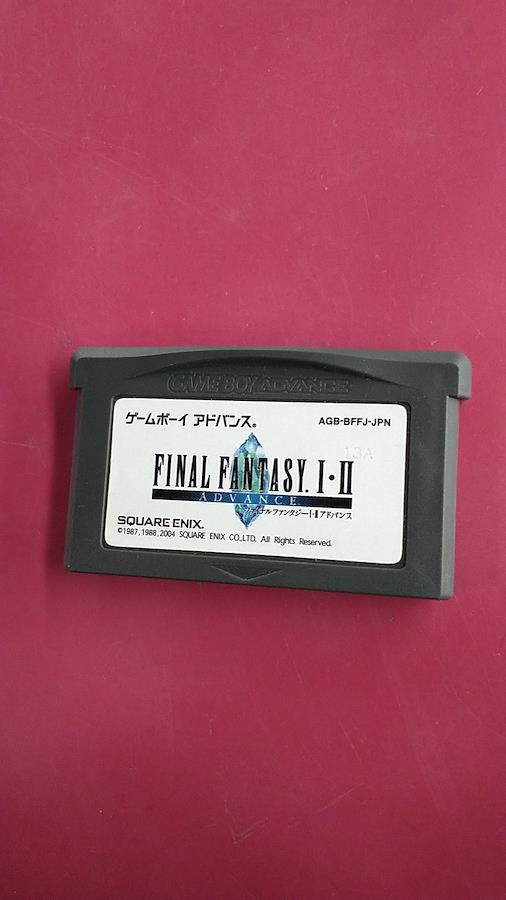 GAME BOY ADVANCE
ゲームボーイ アドバンス® AGB-BFFJ-JPN
13A
FINAL FANTASY. I・II
ADVANCE
ファイナルファンタジーI・IIアドバンス
SQUARE ENIX.
©1987, 1988, 2004 SQUARE ENIX CO.,LTD. All Rights Reserved.